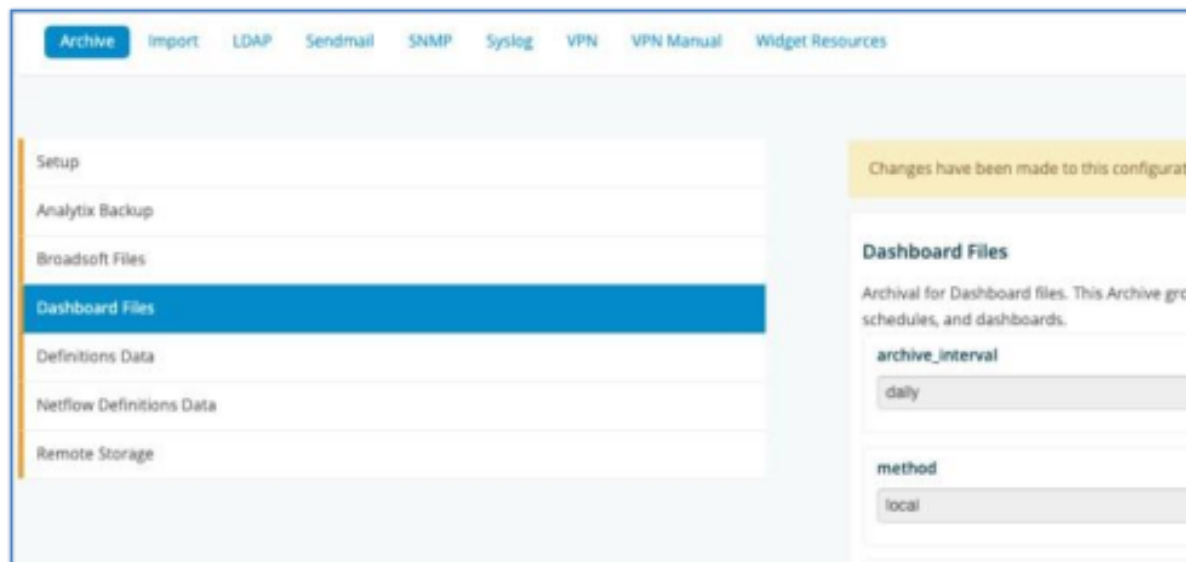 Archive Import LDAP Sendmail SNMP Syslog VPN VPN Manual Widget Resources
Setup
Analytix Backup
Broadsoft Files
Dashboard Files
Definitions Data
Netflow Definitions Data
Remote Storage
Changes have been made to this configurat
Dashboard Files
Archival for Dashboard files. This Archive gro
schedules, and dashboards.
archive_interval
daily
method
local